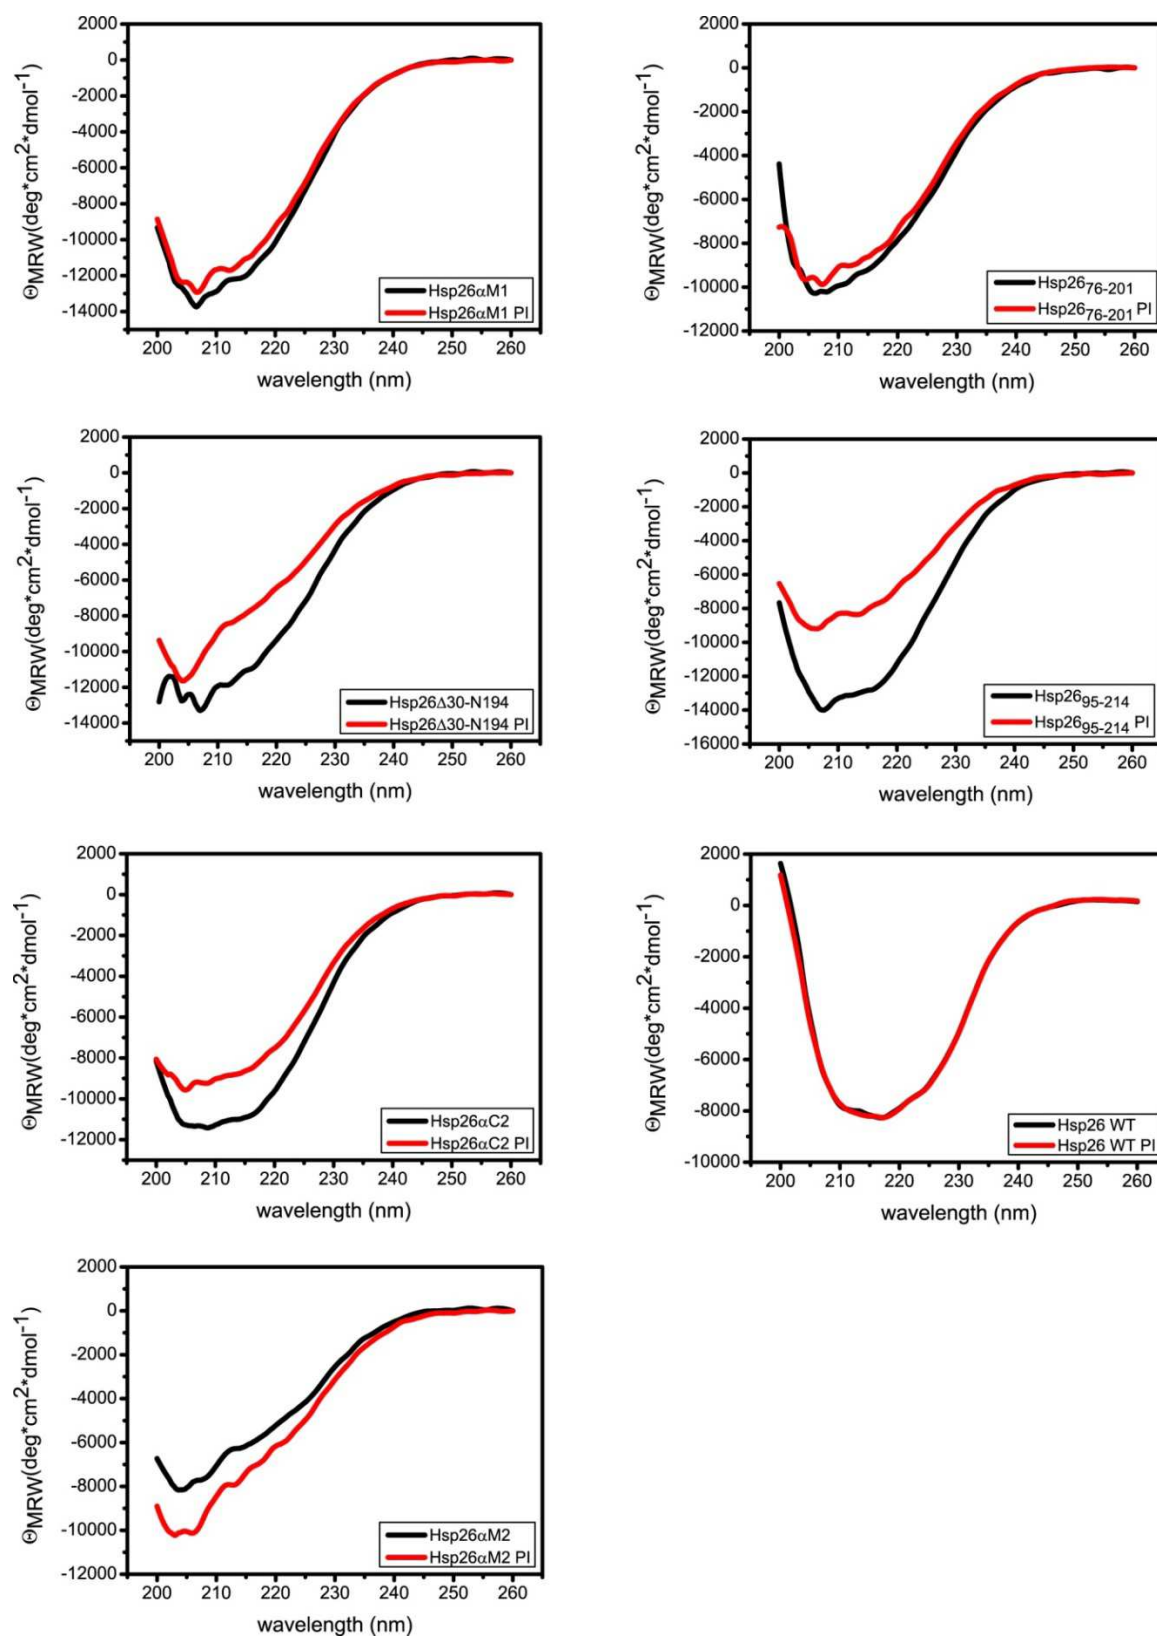 2000
0
-2000
-4000
-6000
-8000
-10000
-12000
-14000
ΘMRW(deg*cm2*dmol-1)
Hsp26αM1
Hsp26αM1 PI
200 210 220 230 240 250 260
wavelength (nm)
2000
0
-2000
-4000
-6000
-8000
-10000
-12000
ΘMRW(deg*cm2*dmol-1)
Hsp2676-201
Hsp2676-201 PI
200 210 220 230 240 250 260
wavelength (nm)
2000
0
-2000
-4000
-6000
-8000
-10000
-12000
-14000
ΘMRW(deg*cm2*dmol-1)
Hsp26Δ30-N194
Hsp26Δ30-N194 PI
200 210 220 230 240 250 260
wavelength (nm)
2000
0
-2000
-4000
-6000
-8000
-10000
-12000
-14000
-16000
ΘMRW(deg*cm2*dmol-1)
Hsp2695-214
Hsp2695-214 PI
200 210 220 230 240 250 260
wavelength (nm)
2000
0
-2000
-4000
-6000
-8000
-10000
-12000
ΘMRW(deg*cm2*dmol-1)
Hsp26αC2
Hsp26αC2 PI
200 210 220 230 240 250 260
wavelength (nm)
2000
0
-2000
-4000
-6000
-8000
-10000
ΘMRW(deg*cm2*dmol-1)
Hsp26 WT
Hsp26 WT PI
200 210 220 230 240 250 260
wavelength (nm)
2000
0
-2000
-4000
-6000
-8000
-10000
-12000
ΘMRW(deg*cm2*dmol-1)
Hsp26αM2
Hsp26αM2 PI
200 210 220 230 240 250 260
wavelength (nm)